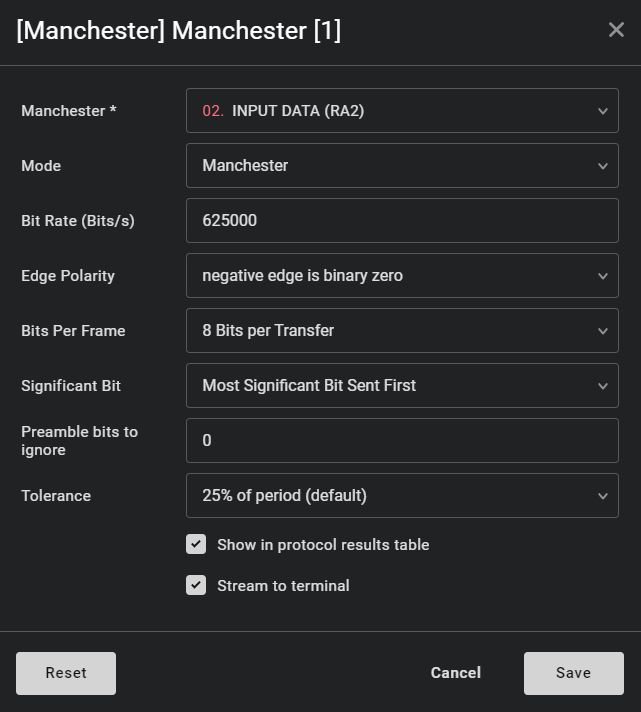 [Manchester] Manchester [1]
Manchester *
02. INPUT DATA (RA2)
Mode
Manchester
Bit Rate (Bits/s)
625000
Edge Polarity
negative edge is binary zero
Bits Per Frame
8 Bits per Transfer
Significant Bit
Most Significant Bit Sent First
Preamble bits to
ignore
0
Tolerance
25% of period (default)
Show in protocol results table
Stream to terminal
Reset
Cancel
Save